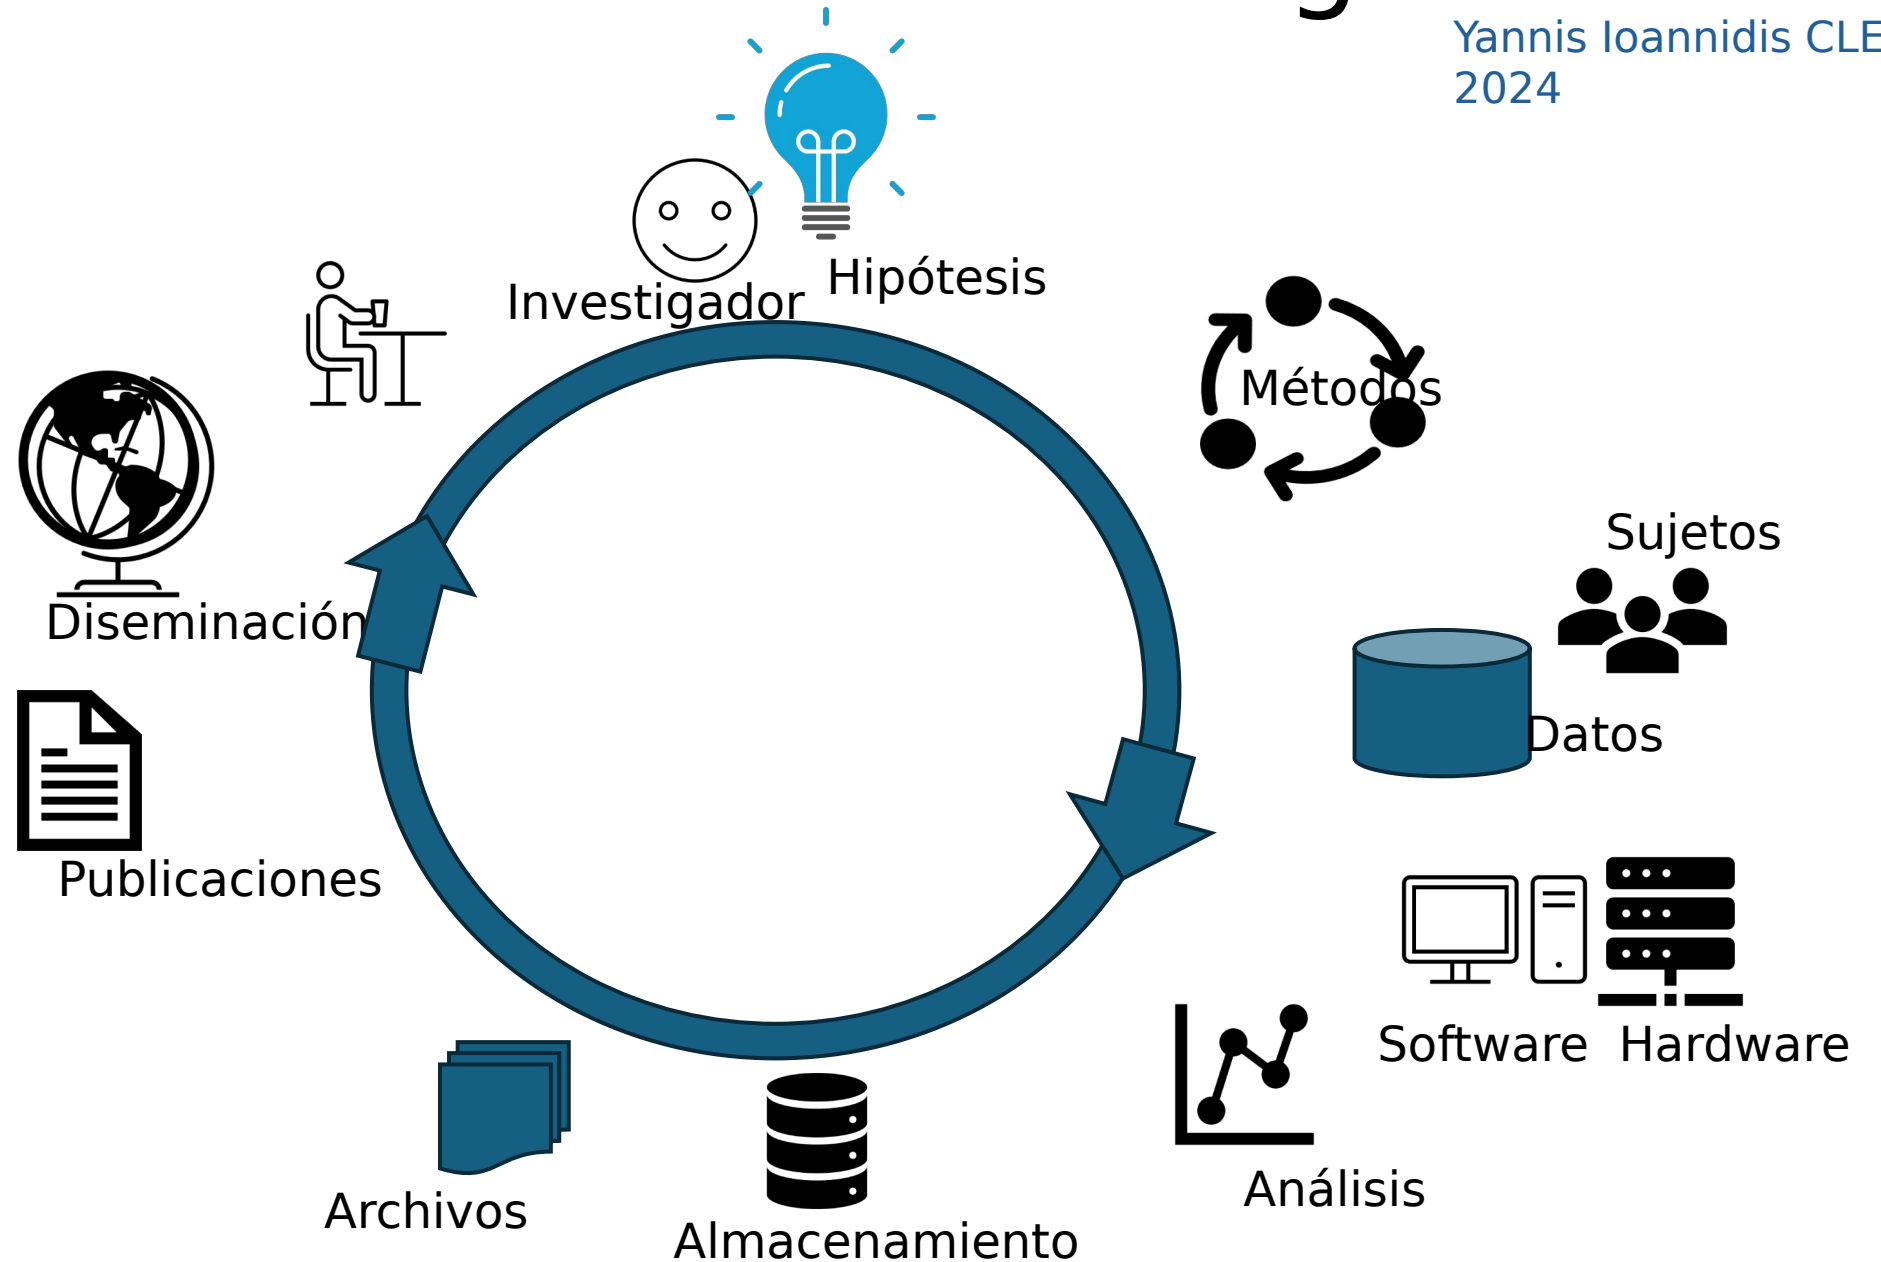 Yannis Ioannidis CLE
2024
Hipótesis
Investigador
Métodos
Sujetos
Diseminación
Datos
Publicaciones
Software
Hardware
Análisis
Archivos
Almacenamiento